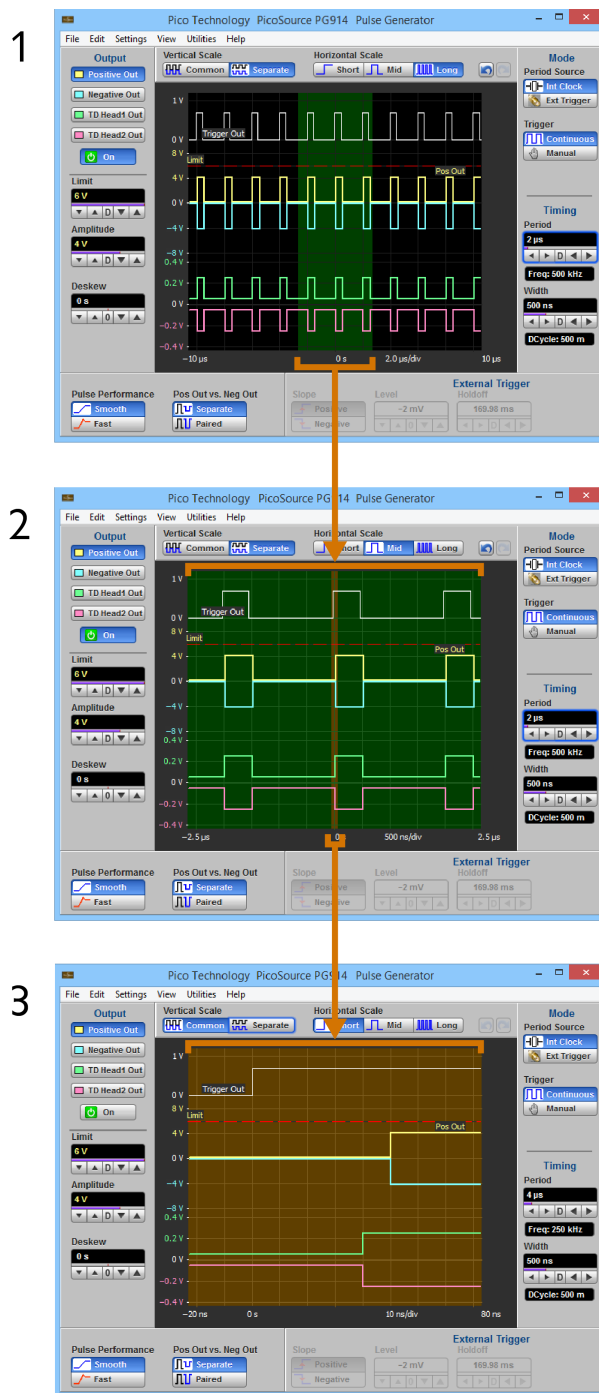 1
Pico Technology PicoSource PG914 Pulse Generator
File Edit Settings View Utilities Help
Output Vertical Scale Horizontal Scale Mode
Positive Out Common Separate Short Mid Long Period Source
Int Clock
Negative Out Ext Trigger
TD Head1 Out 1 V Trigger
TD Head2 Out Trigger Out Continuous
On 0 V Manual
8 V
Limit Limit
6 V Pos Out
D 4 V Timing
Amplitude 0 V Period
4 V 2 µs
D -4 V D
-8 V Freq: 500 kHz
Deskew 0.4 V Width
0 s 0.2 V 500 ns
0 0 V D
-0.2 V DCycle: 500 m
-0.4 V
-10 µs 0 s 2.0 µs/div 10 µs
External Trigger
Pulse Performance Pos Out vs. Neg Out Slope Level Holdoff
Smooth Separate Positive -2 mV 169.98 ms
Fast Paired Negative D D
2
Pico Technology PicoSource PG914 Pulse Generator
File Edit Settings View Utilities Help
Output Vertical Scale Horizontal Scale Mode
Positive Out Common Separate Short Mid Long Period Source
Int Clock
Negative Out Ext Trigger
TD Head1 Out 1 V Trigger
TD Head2 Out Trigger Out Continuous
On 0 V Manual
8 V
Limit Limit
6 V Pos Out
D 4 V Timing
Amplitude 0 V Period
4 V 2 µs
D -4 V D
-8 V Freq: 500 kHz
Deskew 0.4 V Width
0 s 0.2 V 500 ns
0 0 V D
-0.2 V DCycle: 500 m
-0.4 V
-2.5 µs 0 s 500 ns/div 2.5 µs
External Trigger
Pulse Performance Pos Out vs. Neg Out Slope Level Holdoff
Smooth Separate Positive -2 mV 169.98 ms
Fast Paired Negative D D
3
Pico Technology PicoSource PG914 Pulse Generator
File Edit Settings View Utilities Help
Output Vertical Scale Horizontal Scale Mode
Positive Out Common Separate Short Mid Long Period Source
Int Clock
Negative Out Ext Trigger
TD Head1 Out 1 V Trigger
TD Head2 Out Trigger Out Continuous
On 0 V Manual
8 V
Limit Limit
6 V Pos Out
D 4 V Timing
Amplitude 0 V Period
4 V 4 µs
D -4 V D
-8 V Freq: 250 kHz
Deskew 0.4 V Width
0 s 0.2 V 500 ns
0 0 V D
-0.2 V DCycle: 500 m
-0.4 V
-20 ns 0 s 10 ns/div 80 ns
External Trigger
Pulse Performance Pos Out vs. Neg Out Slope Level Holdoff
Smooth Separate Positive -2 mV 169.98 ms
Fast Paired Negative D D